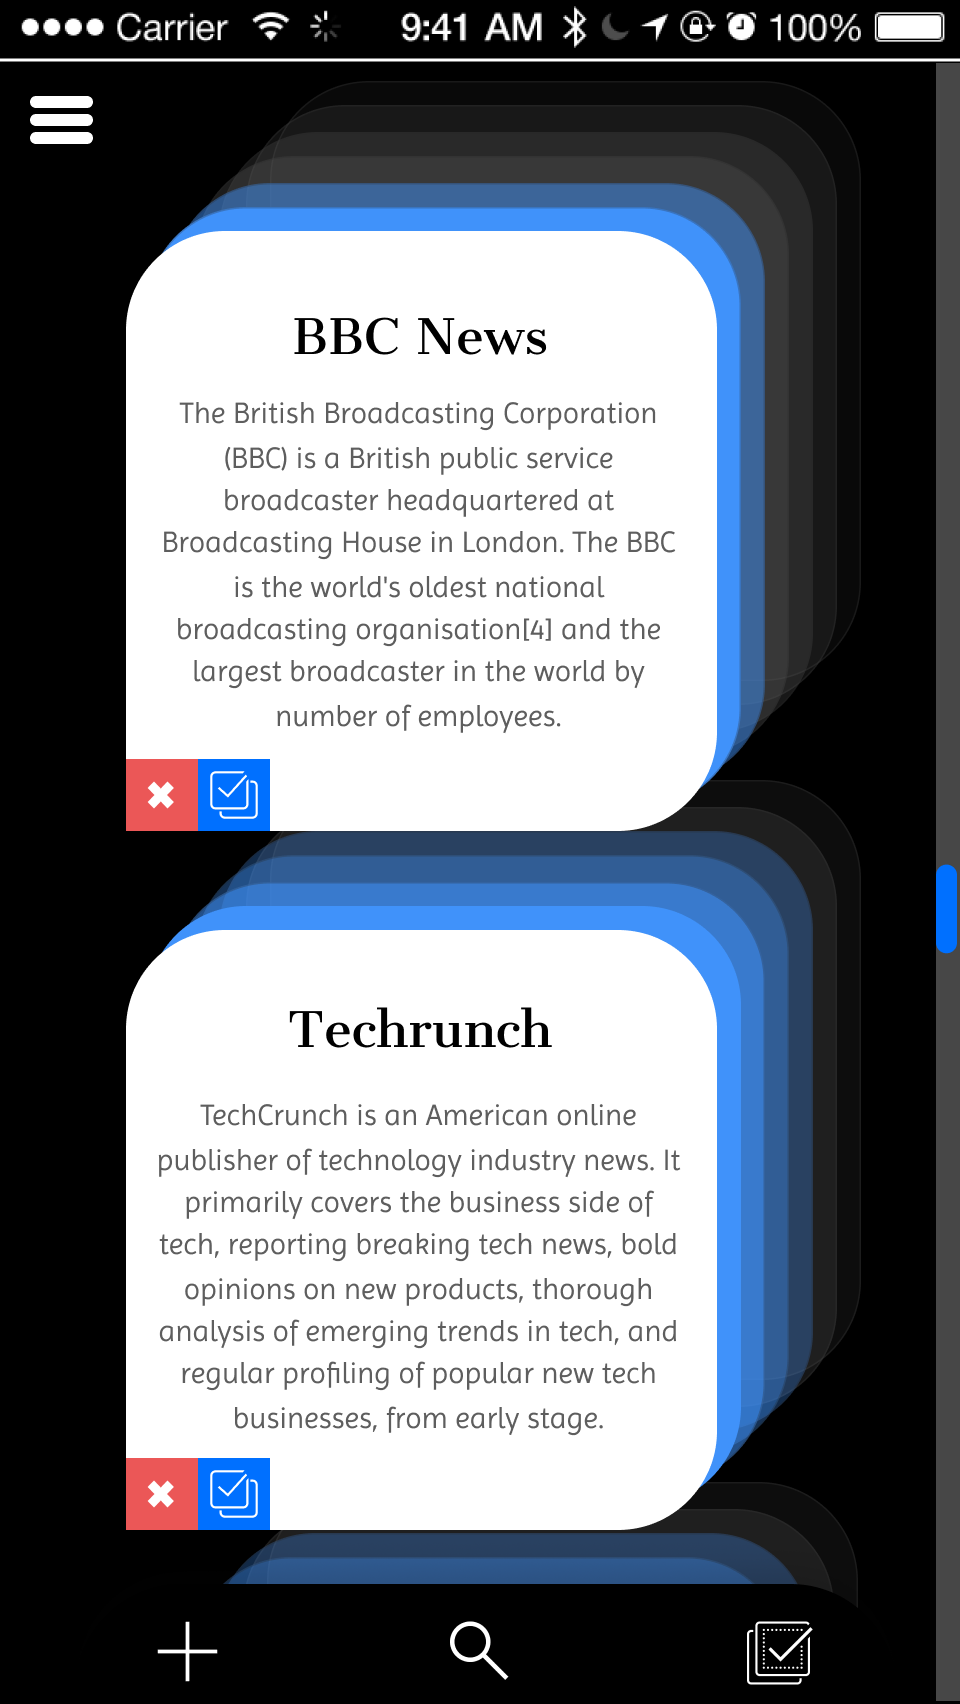 Carrier 9:41 AM 100%
BBC News
The British Broadcasting Corporation
(BBC) is a British public service
broadcaster headquartered at
Broadcasting House in London. The BBC
is the world's oldest national
broadcasting organisation[4] and the
largest broadcaster in the world by
number of employees.
Techrunch
TechCrunch is an American online
publisher of technology industry news. It
primarily covers the business side of
tech, reporting breaking tech news, bold
opinions on new products, thorough
analysis of emerging trends in tech, and
regular profiling of popular new tech
businesses, from early stage.